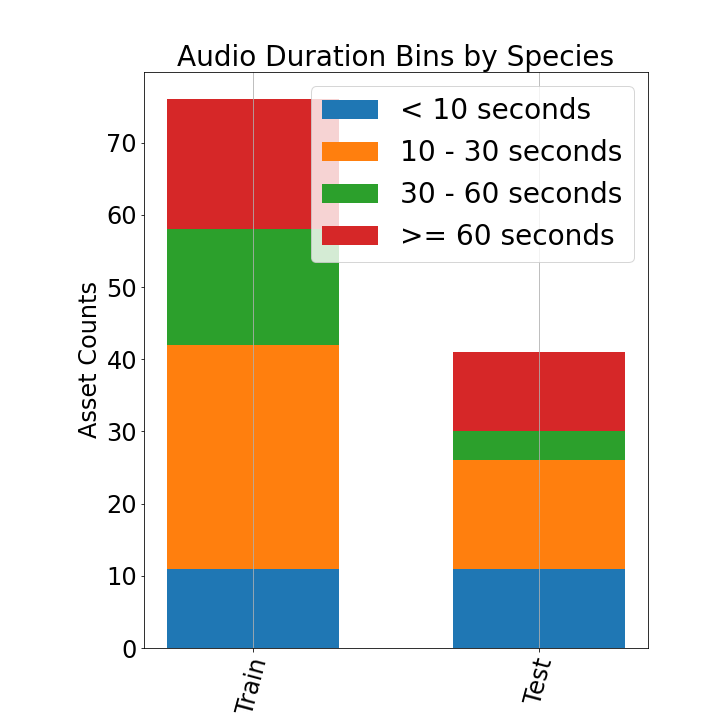 Audio Duration Bins by Species
< 10 seconds
10 - 30 seconds
30 - 60 seconds
>= 60 seconds
Asset Counts
70
60
50
40
30
20
10
0
Train
Test